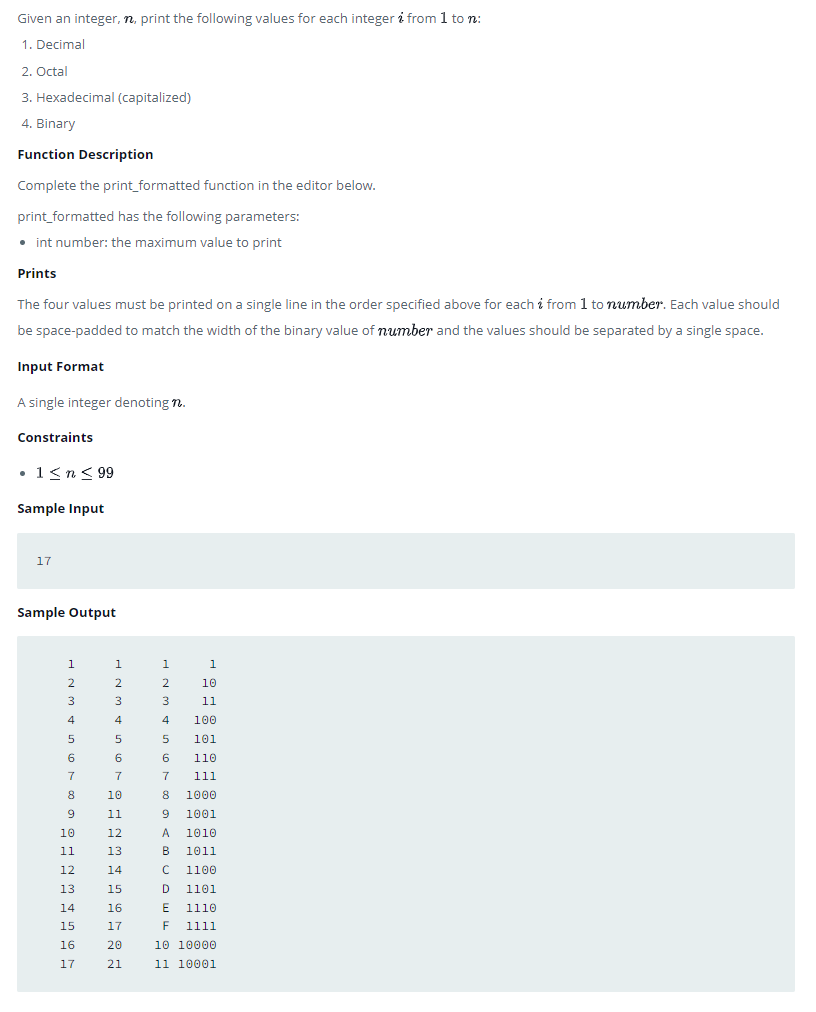 Given an integer, n, print the following values for each integer i from 1 to n:
1. Decimal
2. Octal
3. Hexadecimal (capitalized)
4. Binary
Function Description
Complete the print_formatted function in the editor below.
print_formatted has the following parameters:
• int number: the maximum value to print
Prints
The four values must be printed on a single line in the order specified above for each i from 1 to number. Each value should
be space-padded to match the width of the binary value of number and the values should be separated by a single space.
Input Format
A single integer denoting n.
Constraints
• 1 ≤ n ≤ 99
Sample Input
17
Sample Output
    1     1     1     1
    2     2     2    10
    3     3     3    11
    4     4     4   100
    5     5     5   101
    6     6     6   110
    7     7     7   111
    8    10     8  1000
    9    11     9  1001
   10    12     A  1010
   11    13     B  1011
   12    14     C  1100
   13    15     D  1101
   14    16     E  1110
   15    17     F  1111
   16    20    10 10000
   17    21    11 10001